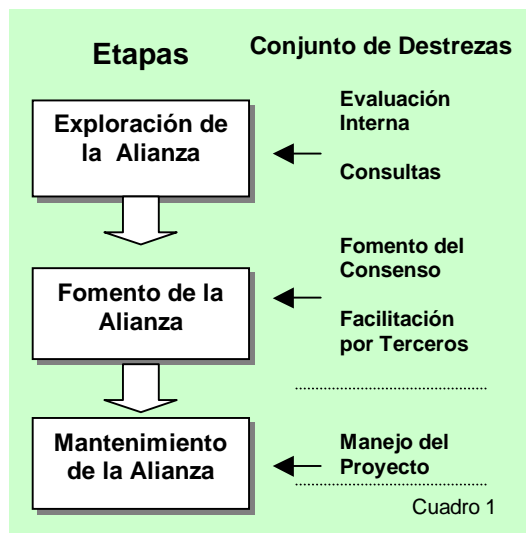 Etapas
Conjunto de Destrezas
Exploración de
la Alianza
Evaluación
Interna
Consultas
Fomento de la
Alianza
Fomento del
Consenso
Facilitación
por Terceros
Mantenimiento
de la Alianza
Manejo del
Proyecto
Cuadro 1